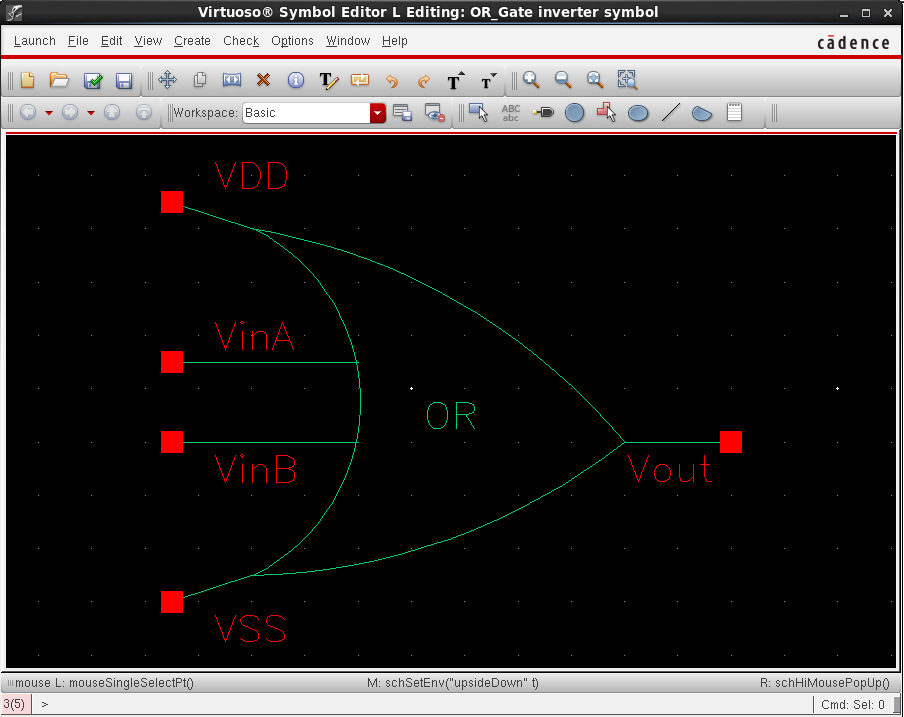 Virtuoso® Symbol Editor L Editing: OR_Gate inverter symbol
Launch File Edit View Create Check Options Window Help
cādence
T T T
Workspace: Basic
ABC
abc
VDD
VinA
OR
VinB
Vout
VSS
mouse L: mouseSingleSelectPt() M: schSetEnv("upsideDown" t) R: schHiMousePopUp()
3(5) > Cmd: Sel: 0